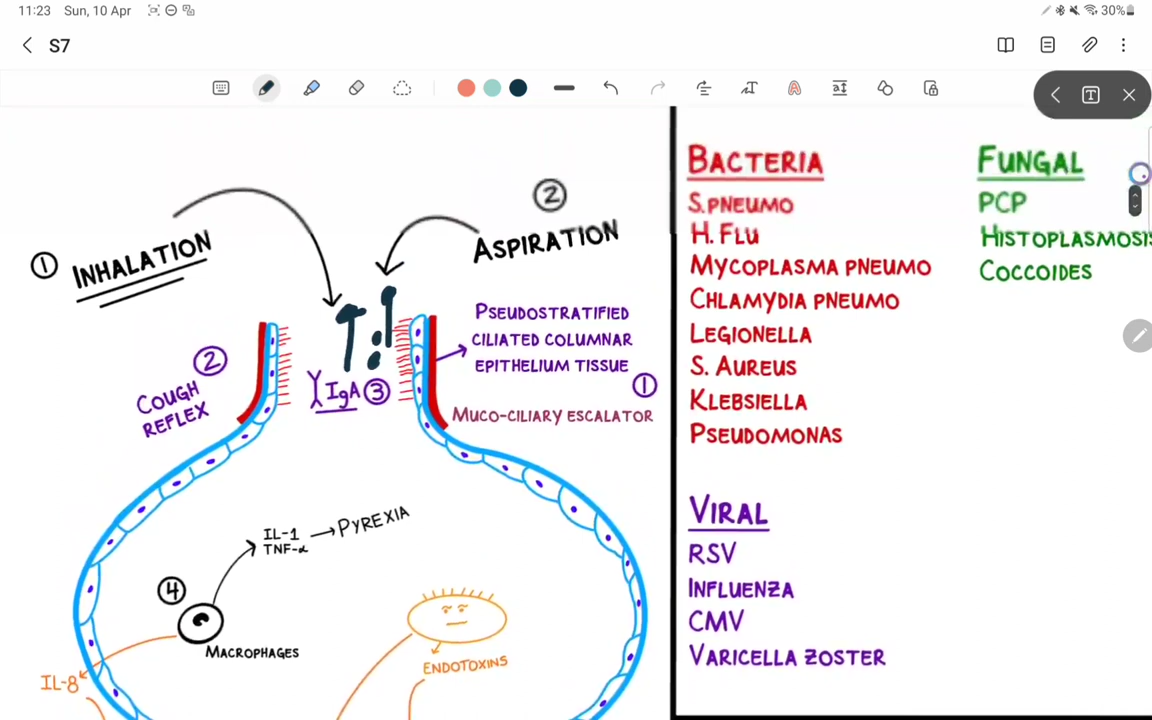 11:23 Sun, 10 Apr
30%
S7
① INHALATION
② ASPIRATION
② COUGH
REFLEX
IgA ③
PSEUDOSTRATIFIED
CILIATED COLUMNAR
EPITHELIUM TISSUE
①
MUCO-CILIARY ESCALATOR
IL-1
TNF-α
→ PYREXIA
④
MACROPHAGES
IL-8
ENDOTOXINS
BACTERIA
S.PNEUMO
H. FLU
MYCOPLASMA PNEUMO
CHLAMYDIA PNEUMO
LEGIONELLA
S. AUREUS
KLEBSIELLA
PSEUDOMONAS
VIRAL
RSV
INFLUENZA
CMV
VARICELLA ZOSTER
FUNGAL
PCP
HISTOPLASMOSIS
COCCOIDES